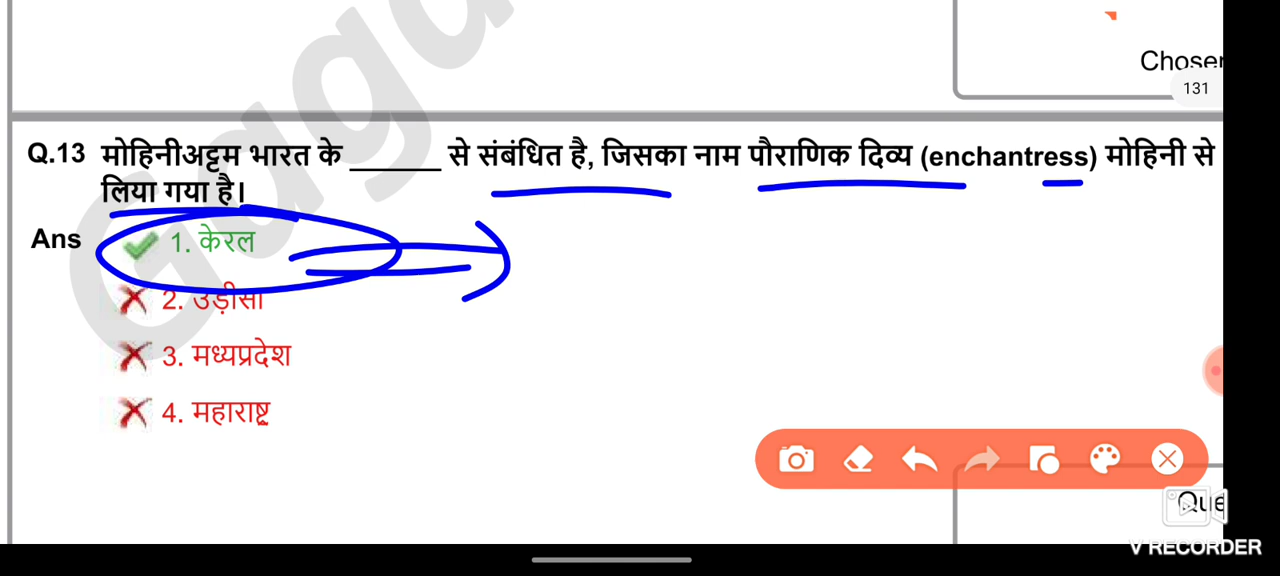 Chosen
131
Q.13 मोहिनीअट्टम भारत के ______ से संबंधित है, जिसका नाम पौराणिक दिव्य (enchantress) मोहिनी से
लिया गया है।
Ans 1. केरल
2. उड़ीसा
3. मध्यप्रदेश
4. महाराष्ट्र
Que
V RECORDER